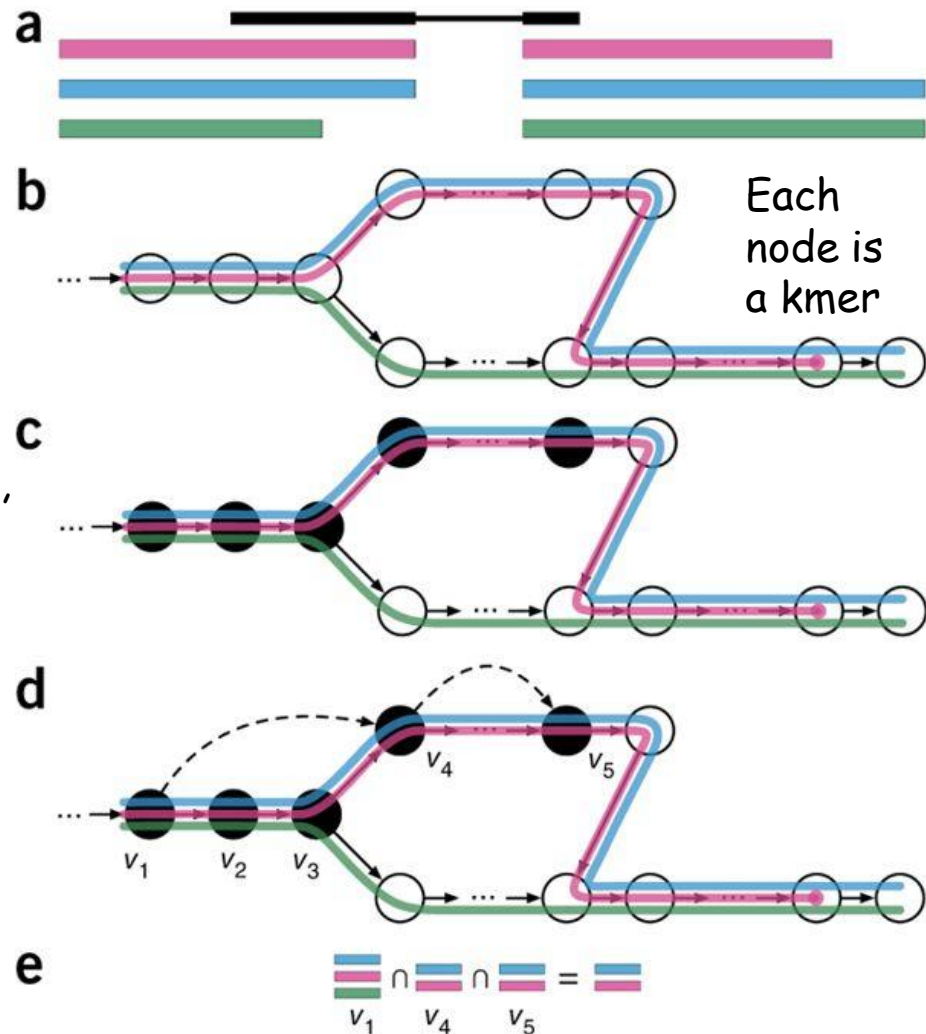 a
b
Each
node is
a kmer
...
...
...
...
c
,
...
...
...
...
d
...
...
v4
v5
v1
v2
v3
...
...
e
∩ ∩ =
v1
v4
v5